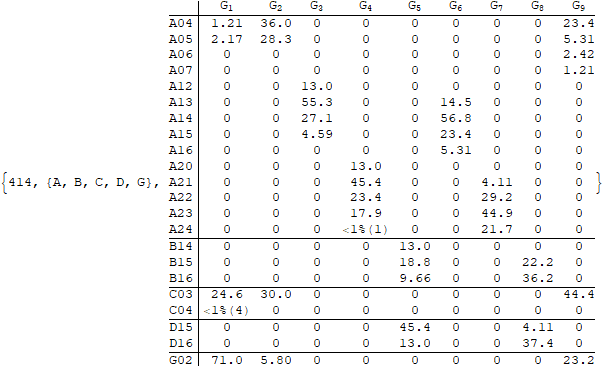 G1 G2 G3 G4 G5 G6 G7 G8 G9
A04 1.21 36.0 0 0 0 0 0 0 23.4
A05 2.17 28.3 0 0 0 0 0 0 5.31
A06 0 0 0 0 0 0 0 0 2.42
A07 0 0 0 0 0 0 0 0 1.21
A12 0 0 13.0 0 0 0 0 0 0
A13 0 0 55.3 0 0 14.5 0 0 0
A14 0 0 27.1 0 0 56.8 0 0 0
A15 0 0 4.59 0 0 23.4 0 0 0
A16 0 0 0 0 0 5.31 0 0 0
A20 0 0 0 13.0 0 0 0 0 0
{414, {A, B, C, D, G}, A21 0 0 0 45.4 0 0 4.11 0 0 }
A22 0 0 0 23.4 0 0 29.2 0 0
A23 0 0 0 17.9 0 0 44.9 0 0
A24 0 0 0 <1%(1) 0 0 21.7 0 0
B14 0 0 0 0 13.0 0 0 0 0
B15 0 0 0 0 18.8 0 0 22.2 0
B16 0 0 0 0 9.66 0 0 36.2 0
C03 24.6 30.0 0 0 0 0 0 0 44.4
C04 <1%(4) 0 0 0 0 0 0 0 0
D15 0 0 0 0 45.4 0 0 4.11 0
D16 0 0 0 0 13.0 0 0 37.4 0
G02 71.0 5.80 0 0 0 0 0 0 23.2